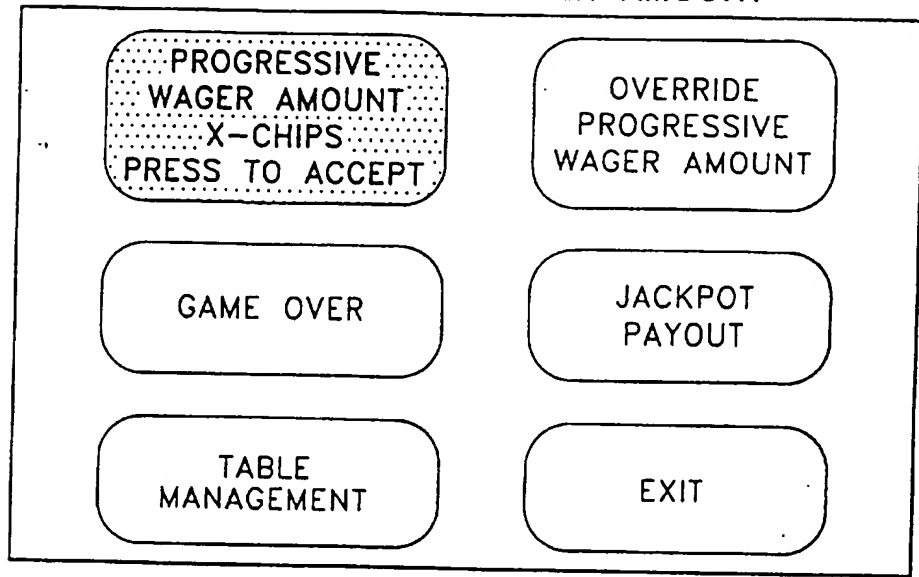 PROGRESSIVE
WAGER AMOUNT
X-CHIPS
PRESS TO ACCEPT
OVERRIDE
PROGRESSIVE
WAGER AMOUNT
GAME OVER
JACKPOT
PAYOUT
TABLE
MANAGEMENT
EXIT